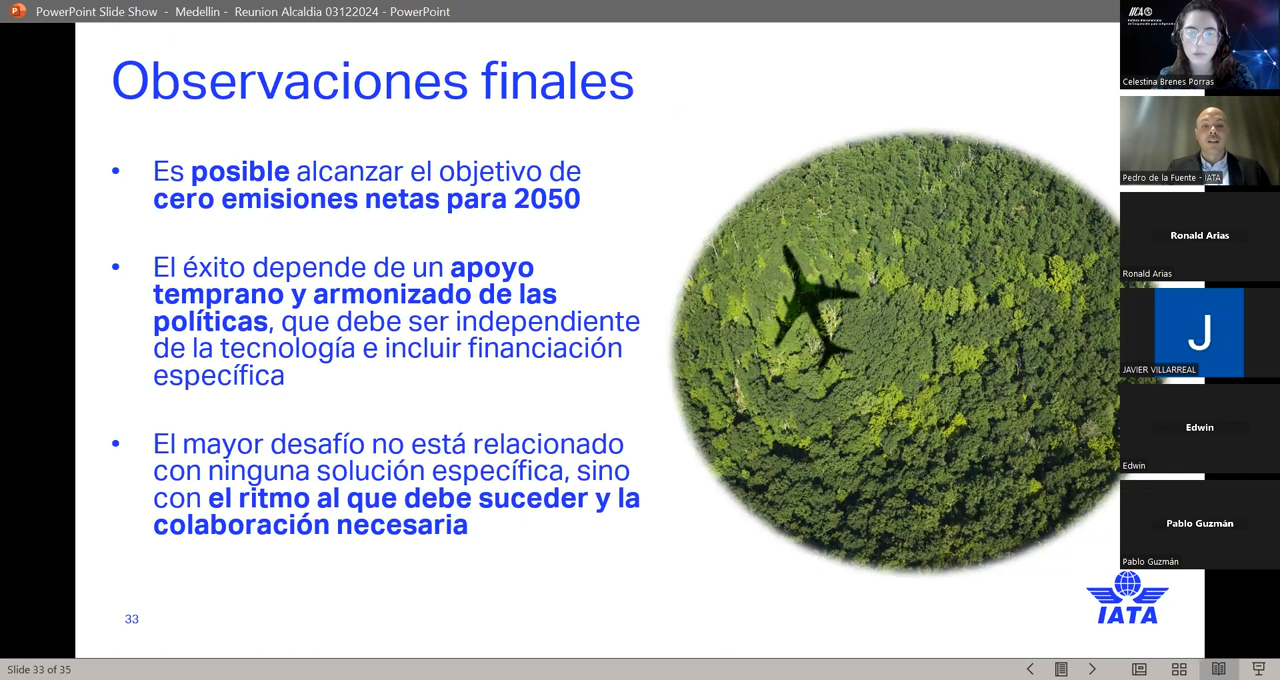 PowerPoint Slide Show - Medellin - Reunion Alcaldia 03122024 - PowerPoint
Observaciones finales
• Es posible alcanzar el objetivo de
cero emisiones netas para 2050
• El éxito depende de un apoyo
temprano y armonizado de las
políticas, que debe ser independiente
de la tecnología e incluir financiación
específica
• El mayor desafío no está relacionado
con ninguna solución específica, sino
con el ritmo al que debe suceder y la
colaboración necesaria
33
IATA
IICA
Celestina Brenes Porras
Pedro de la Fuente - IATA
Ronald Arias
Ronald Arias
J
JAVIER VILLARREAL
Edwin
Edwin
Pablo Guzmán
Pablo Guzmán
Slide 33 of 35